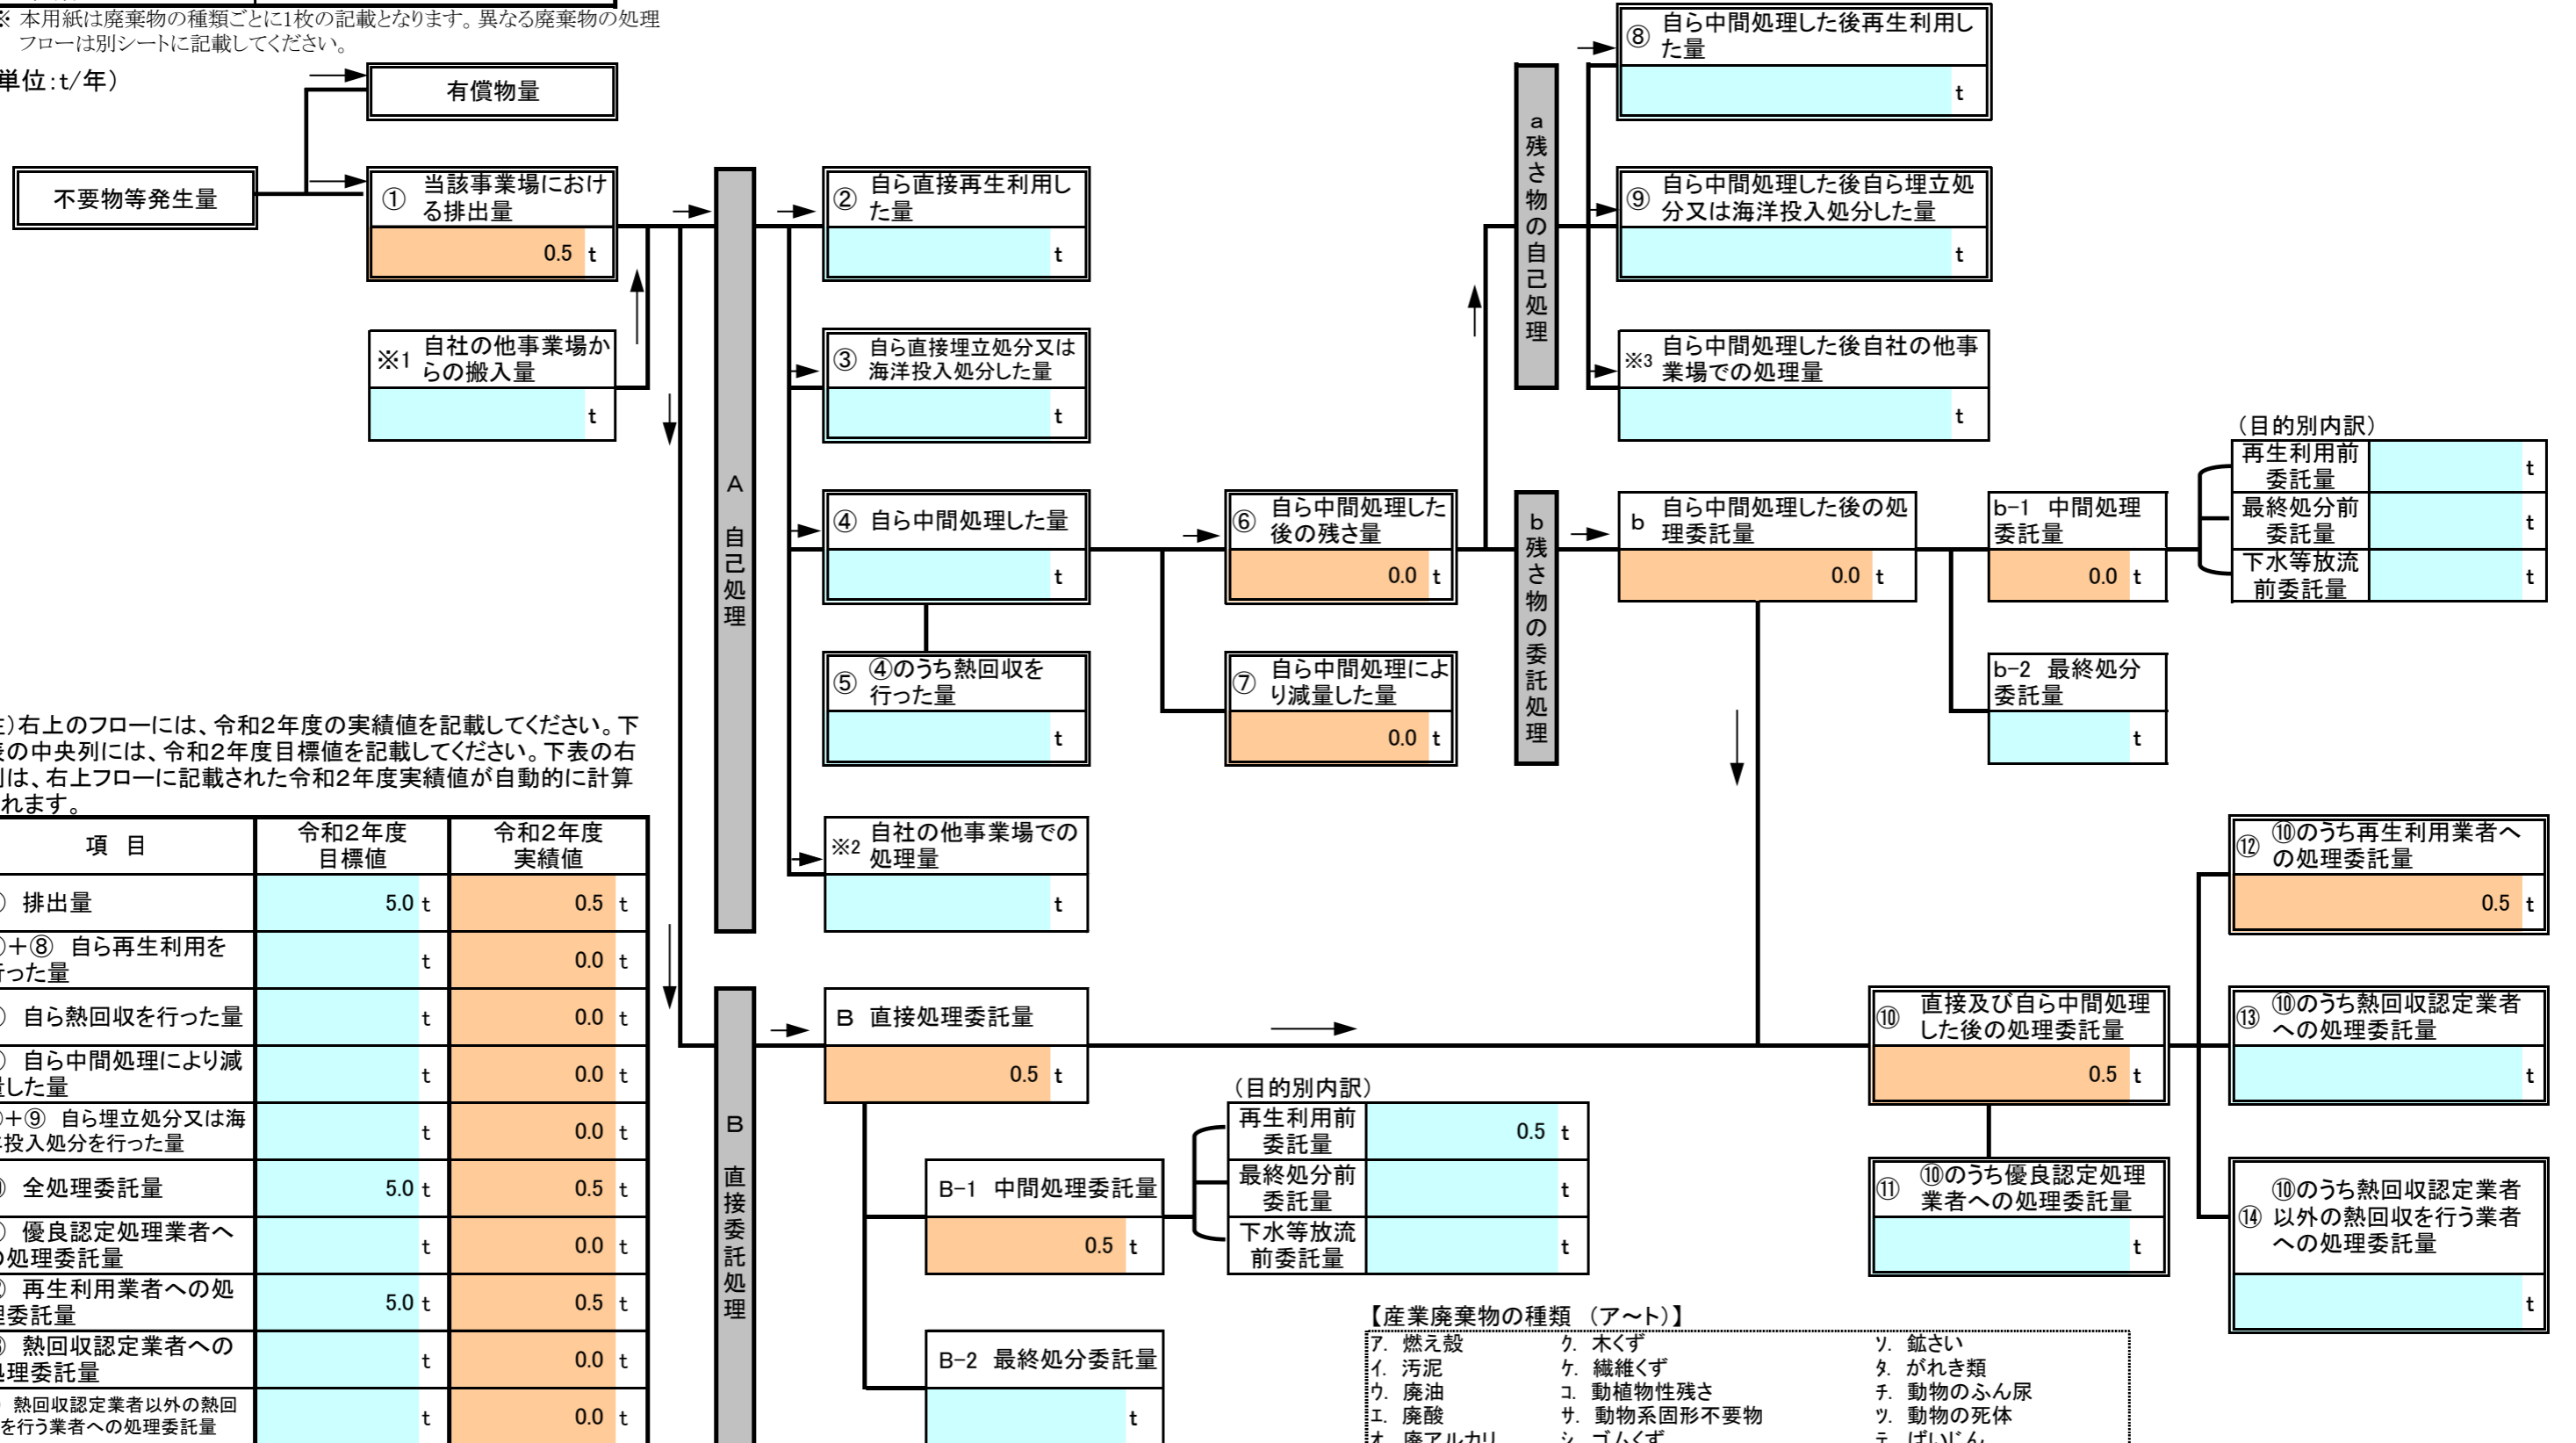 ※ 本用紙は廃棄物の種類ごとに1枚の記載となります。異なる廃棄物の処理
フローは別シートに記載してください。
単位:t/年)
有償物量
不要物等発生量
① 当該事業場におけ
る排出量
0.5 t
※1 自社の他事業場か
らの搬入量
t
A 自己処理
② 自ら直接再生利用し
た量
t
③ 自ら直接埋立処分又は
海洋投入処分した量
t
④ 自ら中間処理した量
t
⑤ ④のうち熱回収を
行った量
t
※2 自社の他事業場での
処理量
t
⑥ 自ら中間処理した
後の残さ量
0.0 t
⑦ 自ら中間処理によ
り減量した量
0.0 t
a残さ物の自己処理
⑧ 自ら中間処理した後再生利用し
た量
t
⑨ 自ら中間処理した後自ら埋立処
分又は海洋投入処分した量
t
※3 自ら中間処理した後自社の他事
業場での処理量
t
b残さ物の委託処理
b 自ら中間処理した後の処
理委託量
0.0 t
b-1 中間処理
委託量
0.0 t
(目的別内訳)
再生利用前
委託量
t
最終処分前
委託量
t
下水等放流
前委託量
t
b-2 最終処分
委託量
t
)右上のフローには、令和2年度の実績値を記載してください。下
の中央列には、令和2年度目標値を記載してください。下表の右
は、右上フローに記載された令和2年度実績値が自動的に計算
れます。
項 目 令和2年度
目標値 令和2年度
実績値
排出量 5.0 t 0.5 t
+⑧ 自ら再生利用を
った量 t 0.0 t
自ら熱回収を行った量 t 0.0 t
自ら中間処理により減
した量 t 0.0 t
+⑨ 自ら埋立処分又は海
投入処分を行った量 t 0.0 t
全処理委託量 5.0 t 0.5 t
優良認定処理業者へ
処理委託量 t 0.0 t
再生利用業者への処
委託量 5.0 t 0.5 t
熱回収認定業者への
理委託量 t 0.0 t
熱回収認定業者以外の熱回
を行う業者への処理委託量 t 0.0 t
B 直接委託処理
B 直接処理委託量
0.5 t
B-1 中間処理委託量
0.5 t
(目的別内訳)
再生利用前
委託量
0.5 t
最終処分前
委託量
t
下水等放流
前委託量
t
B-2 最終処分委託量
t
⑩ 直接及び自ら中間処理
した後の処理委託量
0.5 t
⑪ ⑩のうち優良認定処理
業者への処理委託量
t
⑫ ⑩のうち再生利用業者へ
の処理委託量
0.5 t
⑬ ⑩のうち熱回収認定業者
への処理委託量
t
⑭ ⑩のうち熱回収認定業者
以外の熱回収を行う業者
への処理委託量
t
【産業廃棄物の種類 (ア~ト)】
ア. 燃え殻 ク. 木くず ソ. 鉱さい
イ. 汚泥 ケ. 繊維くず タ. がれき類
ウ. 廃油 コ. 動植物性残さ チ. 動物のふん尿
エ. 廃酸 サ. 動物系固形不要物 ツ. 動物の死体
オ. 廃アルカリ シ. ゴムくず テ. ばいじん